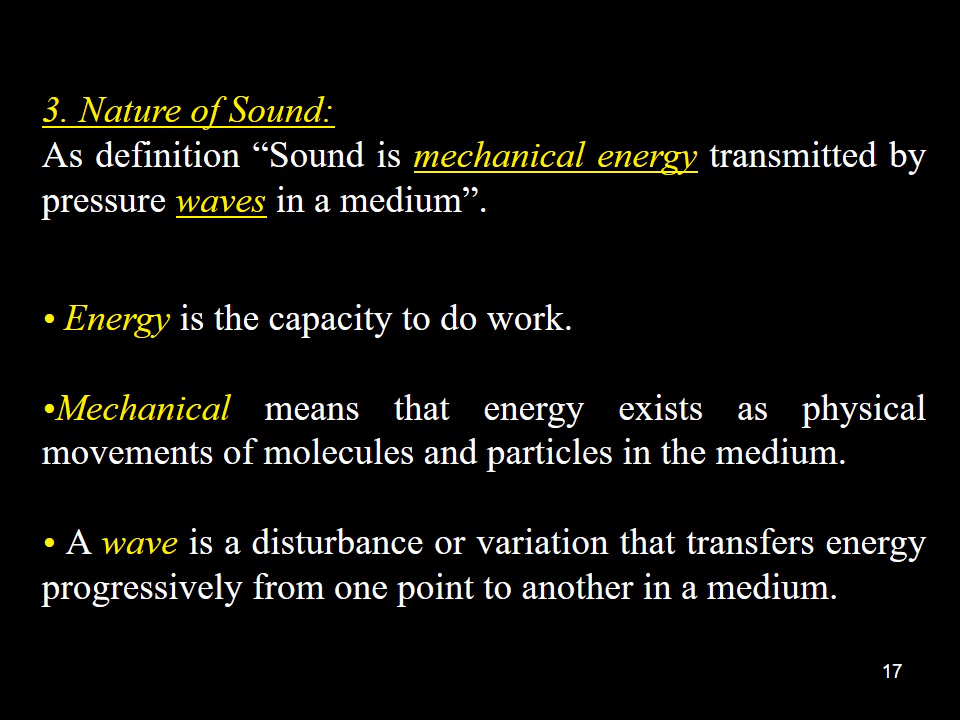 3. Nature of Sound:
As definition “Sound is mechanical energy transmitted by
pressure waves in a medium”.
• Energy is the capacity to do work.
•Mechanical means that energy exists as physical
movements of molecules and particles in the medium.
• A wave is a disturbance or variation that transfers energy
progressively from one point to another in a medium.
17